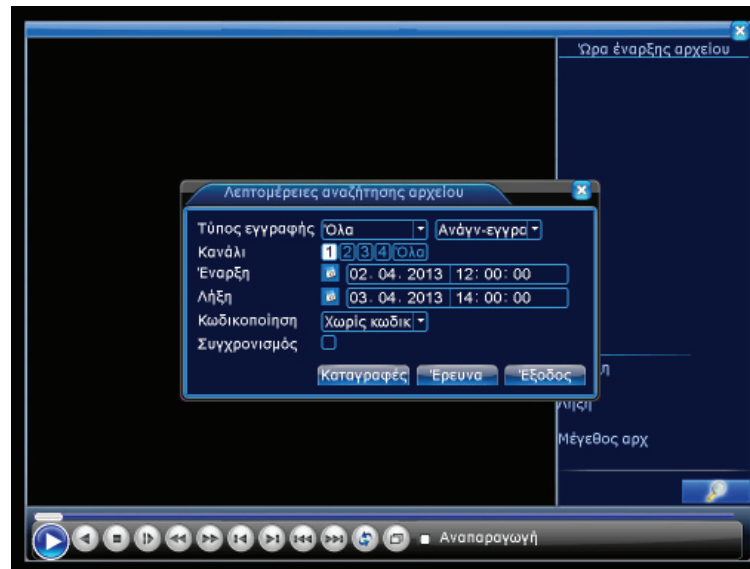 Ώρα έναρξης αρχείου
Λεπτομέρειες αναζήτησης αρχείου
Τύπος εγγραφής Όλα Ανάγν-εγγρα
Κανάλι 1 2 3 4 Όλα
Έναρξη 02. 04. 2013 12: 00: 00
Λήξη 03. 04. 2013 14: 00: 00
Κωδικοποίηση Χωρίς κωδικ
Συγχρονισμός
Καταγραφές Έρευνα Έξοδος
Λήξη
Μέγεθος αρχ
Αναπαραγωγή